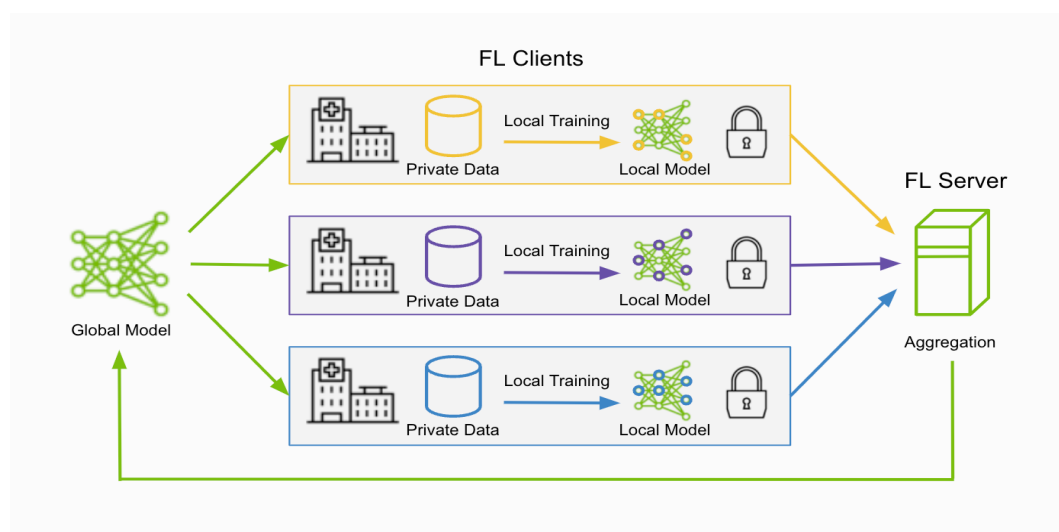 FL Clients
Local Training
Private Data
Local Model
FL Server
Local Training
Private Data
Local Model
Global Model
Aggregation
Local Training
Private Data
Local Model